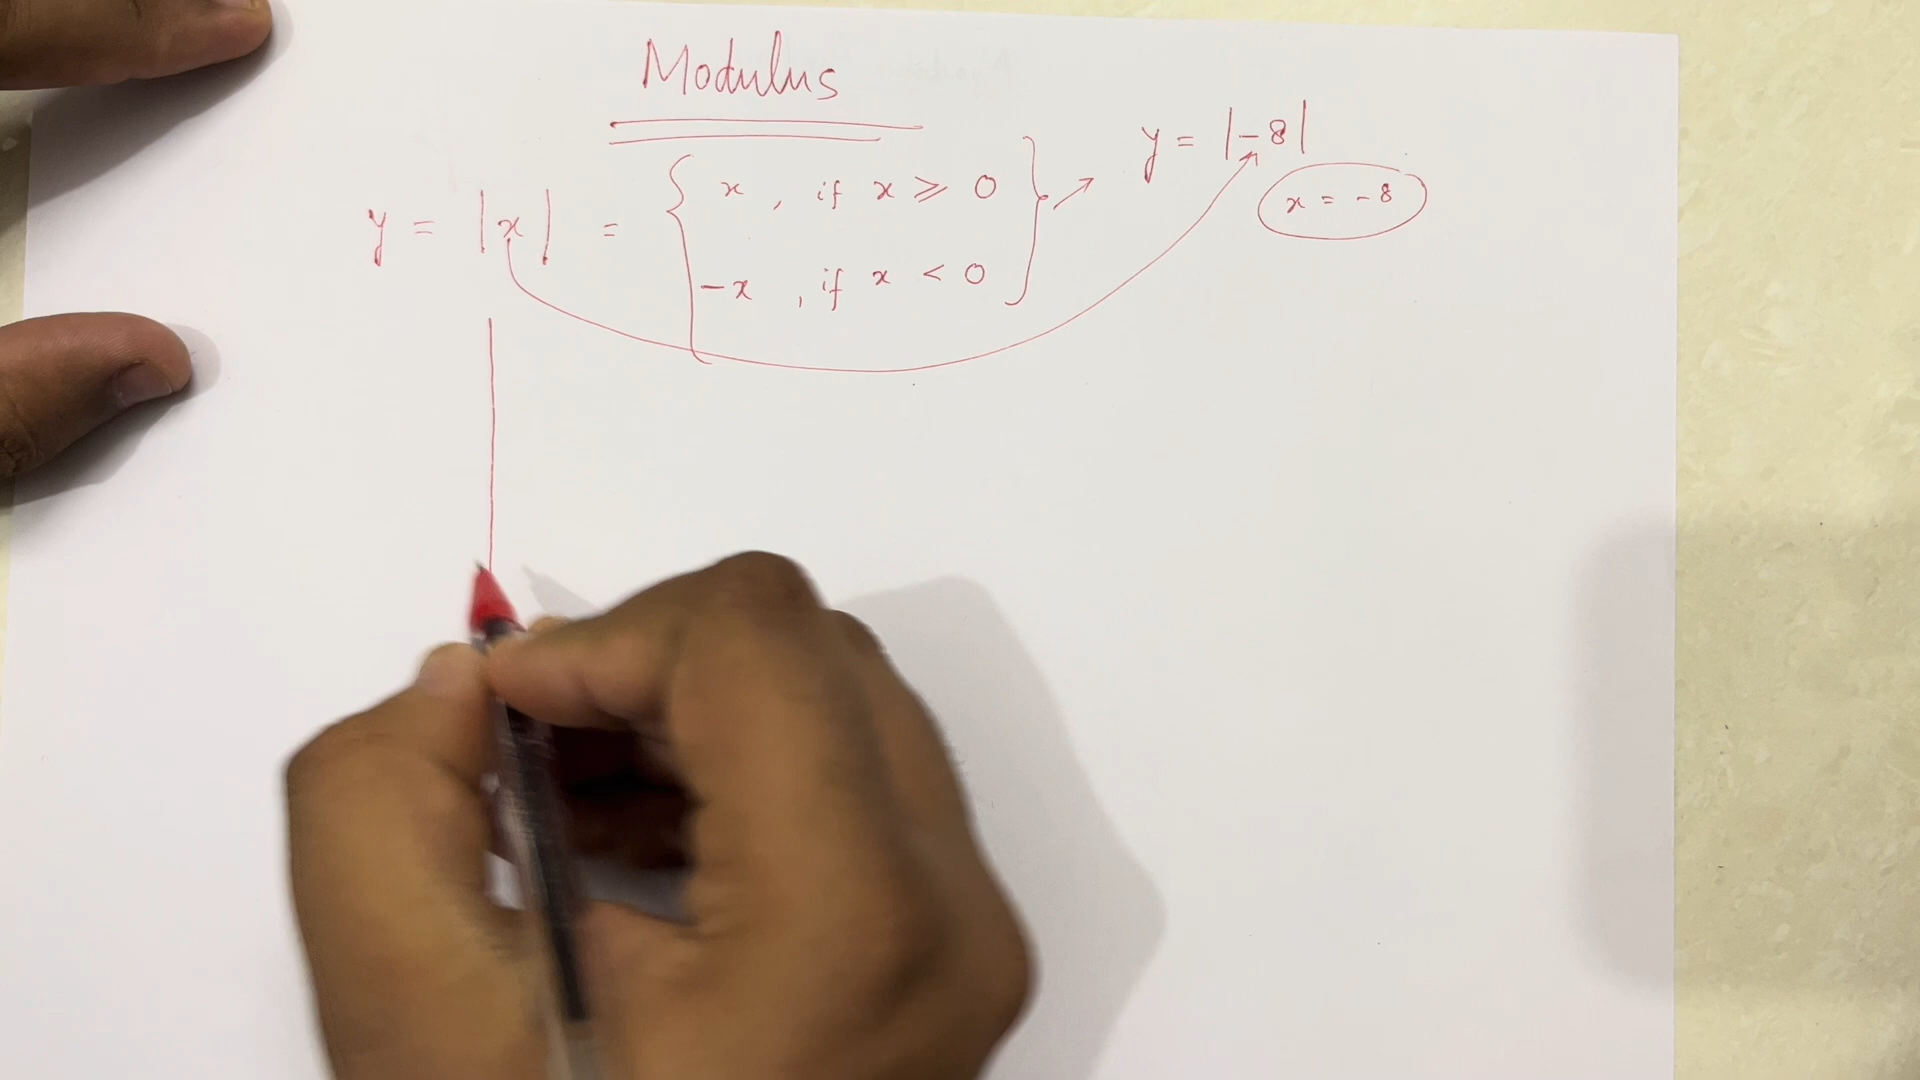 Modulus
y = |x| = { x , if x ⩾ 0
-x , if x < 0 } → y = |-8|
x = -8